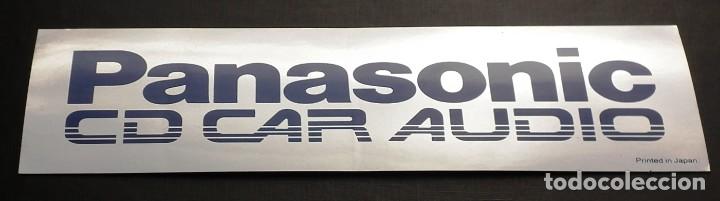 Panasonic
CD CAR AUDIO
Printed in Japan
todocoleccion